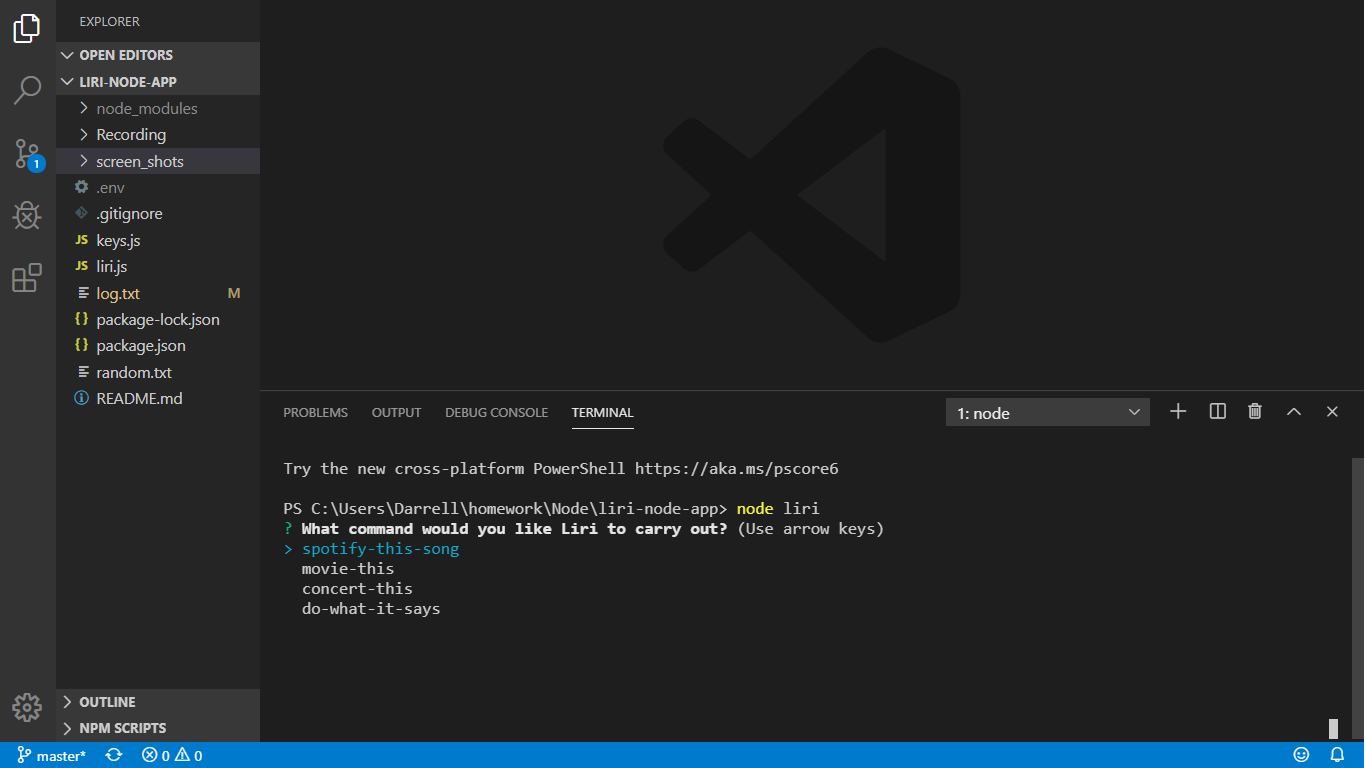 EXPLORER
OPEN EDITORS
LIRI-NODE-APP
node_modules
Recording
screen_shots
1
.env
.gitignore
JS keys.js
JS liri.js
log.txt M
{} package-lock.json
{} package.json
random.txt
README.md
OUTLINE
NPM SCRIPTS
PROBLEMS OUTPUT DEBUG CONSOLE TERMINAL 1: node
Try the new cross-platform PowerShell https://aka.ms/pscore6
PS C:\Users\Darrell\homework\Node\liri-node-app> node liri
? What command would you like Liri to carry out? (Use arrow keys)
> spotify-this-song
movie-this
concert-this
do-what-it-says
master* 0 0